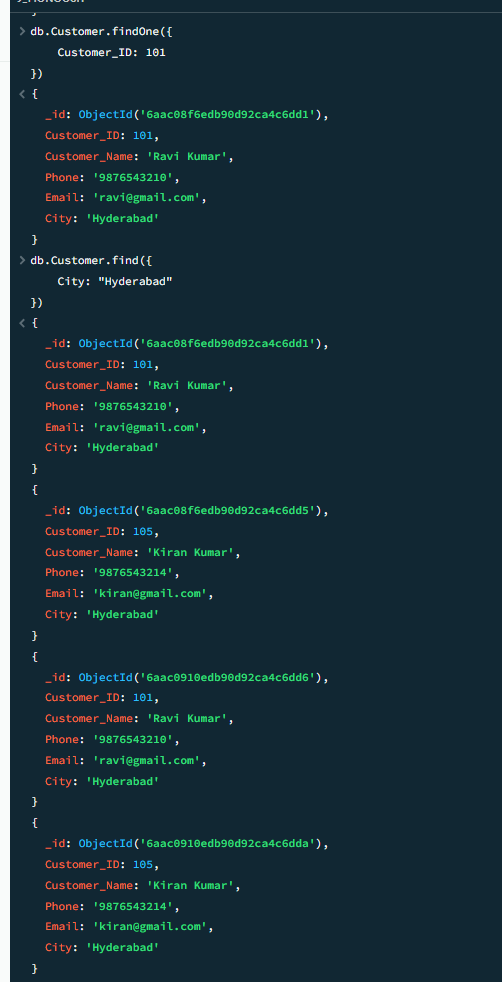 > db.Customer.findOne({
Customer_ID: 101
})
< {
_id: ObjectId('6aac08f6edb90d92ca4c6dd1'),
Customer_ID: 101,
Customer_Name: 'Ravi Kumar',
Phone: '9876543210',
Email: 'ravi@gmail.com',
City: 'Hyderabad'
}
> db.Customer.find({
City: "Hyderabad"
})
< {
_id: ObjectId('6aac08f6edb90d92ca4c6dd1'),
Customer_ID: 101,
Customer_Name: 'Ravi Kumar',
Phone: '9876543210',
Email: 'ravi@gmail.com',
City: 'Hyderabad'
}
{
_id: ObjectId('6aac08f6edb90d92ca4c6dd5'),
Customer_ID: 105,
Customer_Name: 'Kiran Kumar',
Phone: '9876543214',
Email: 'kiran@gmail.com',
City: 'Hyderabad'
}
{
_id: ObjectId('6aac0910edb90d92ca4c6dd6'),
Customer_ID: 101,
Customer_Name: 'Ravi Kumar',
Phone: '9876543210',
Email: 'ravi@gmail.com',
City: 'Hyderabad'
}
{
_id: ObjectId('6aac0910edb90d92ca4c6dda'),
Customer_ID: 105,
Customer_Name: 'Kiran Kumar',
Phone: '9876543214',
Email: 'kiran@gmail.com',
City: 'Hyderabad'
}